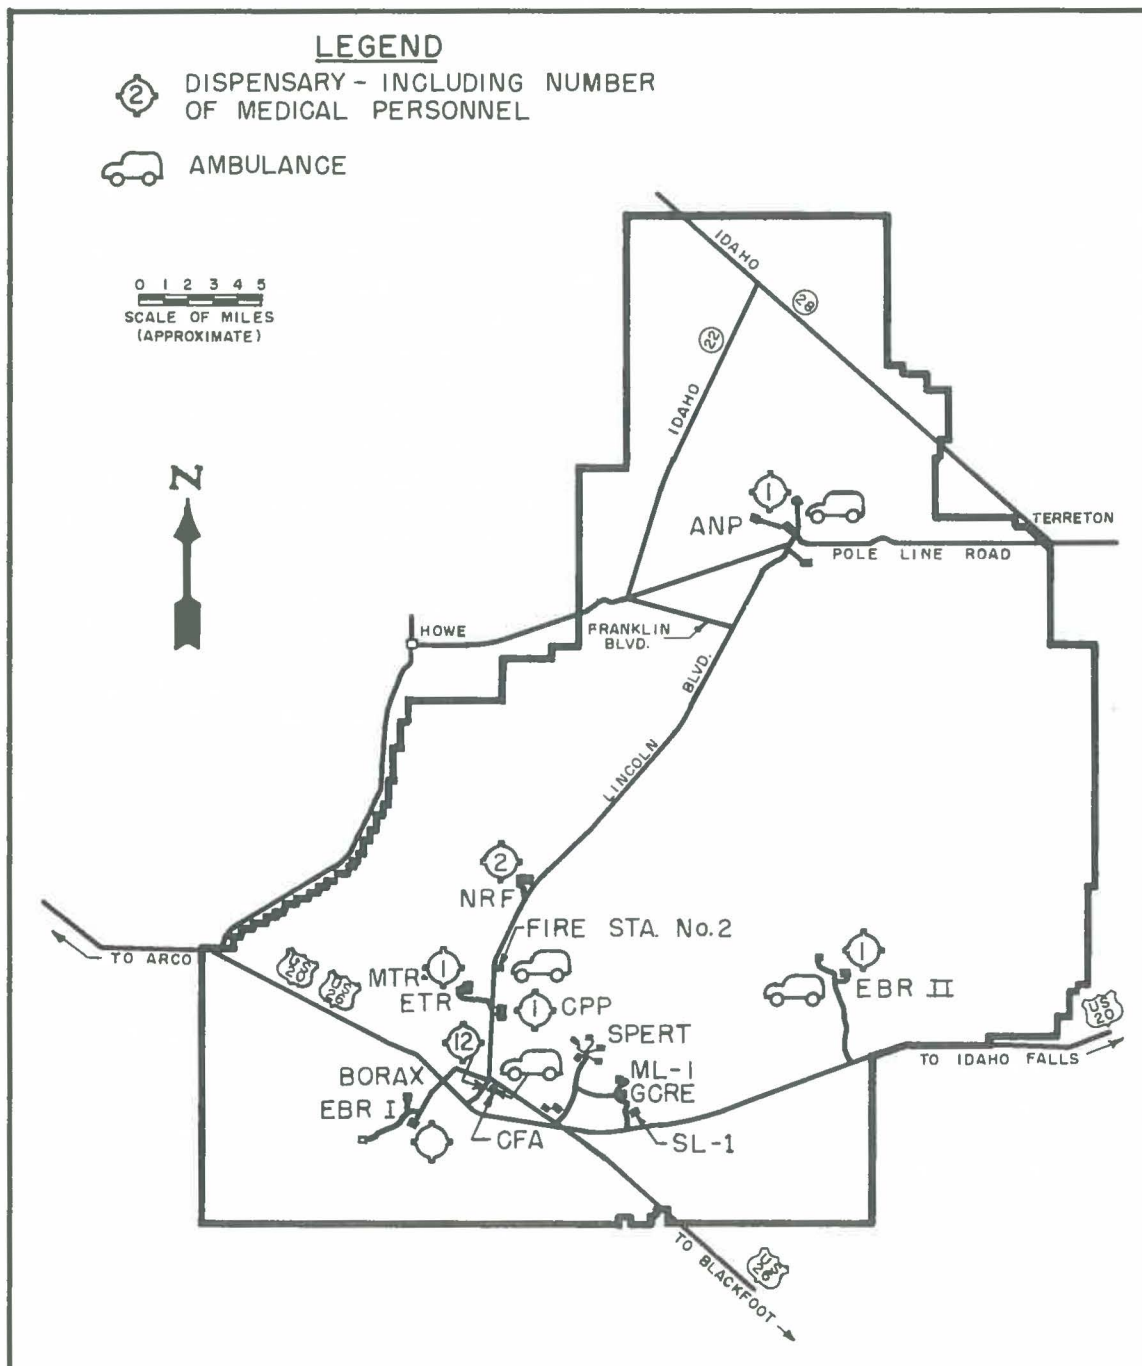 LEGEND
2 DISPENSARY - INCLUDING NUMBER
OF MEDICAL PERSONNEL
AMBULANCE
0 1 2 3 4 5
SCALE OF MILES
(APPROXIMATE)
N
IDAHO
28
22
IDAHO
1
ANP
TERRETON
POLE LINE ROAD
HOWE
FRANKLIN
BLVD.
BLVD.
LINCOLN
2
NRF
FIRE STA. No.2
TO ARCO
US
20
US
26
MTR
ETR
1
1
CPP
1
EBR II
US
20
TO IDAHO FALLS
12
SPERT
BORAX
ML-1
GCRE
EBR I
CFA
SL-1
TO BLACKFOOT
US
26